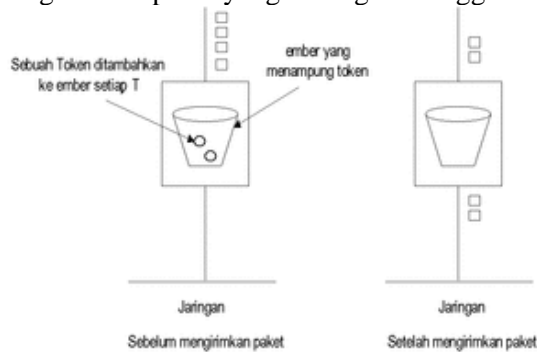 Sebuah Token ditambahkan
ke ember setiap T
ember yang
menampung token
Jaringan
Sebelum mengirimkan paket
Jaringan
Setelah mengirimkan paket